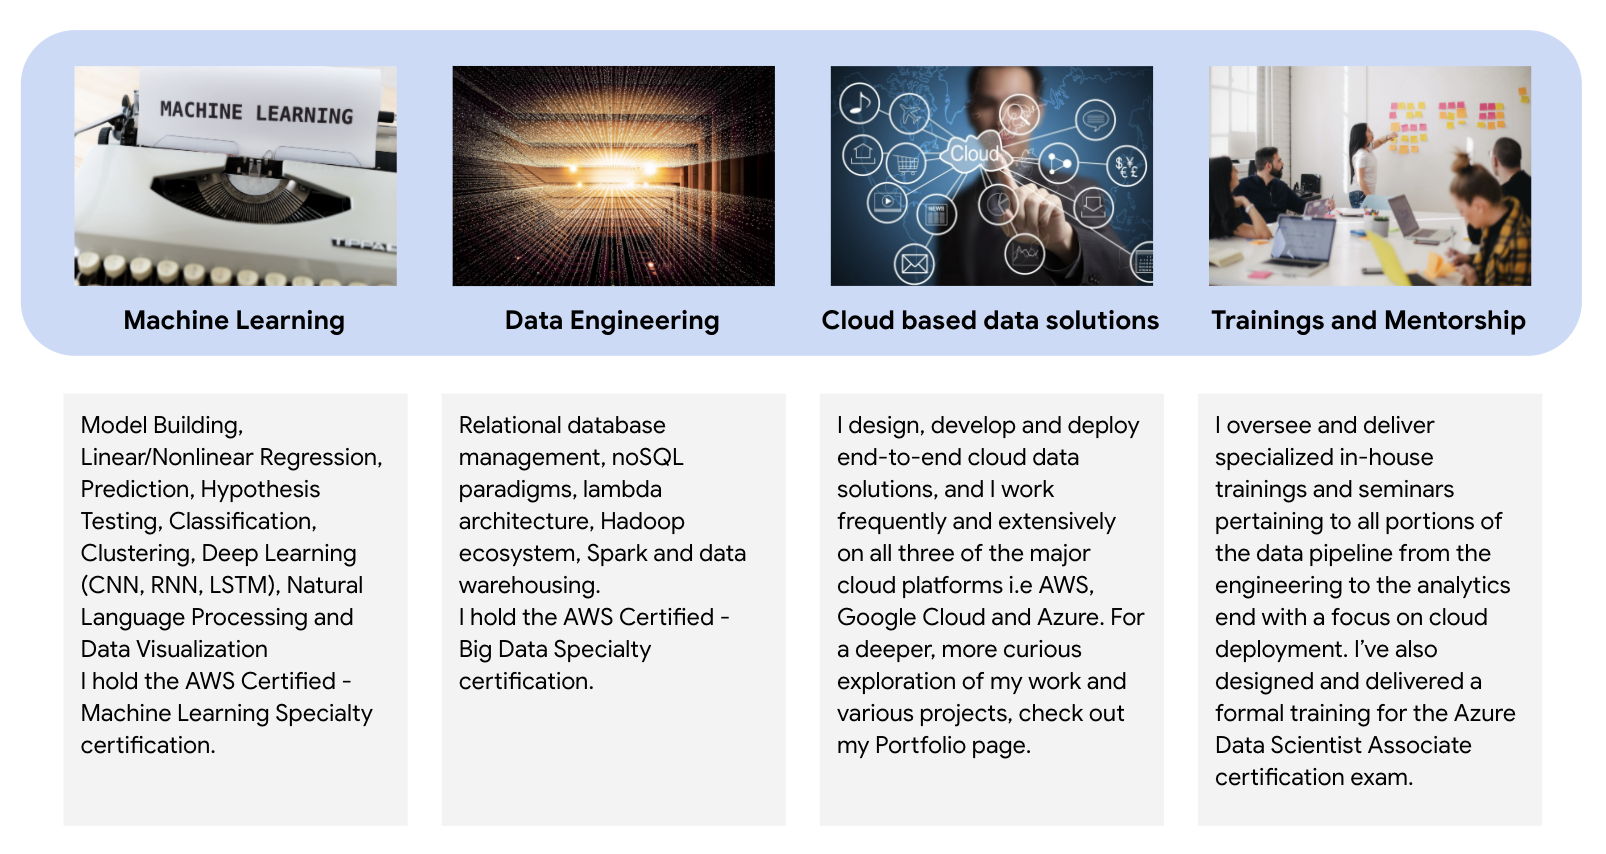 MACHINE LEARNING
Cloud
NEWS
$ ¥
€ £
Machine Learning
Data Engineering
Cloud based data solutions
Trainings and Mentorship
Model Building,
Linear/Nonlinear Regression,
Prediction, Hypothesis
Testing, Classification,
Clustering, Deep Learning
(CNN, RNN, LSTM), Natural
Language Processing and
Data Visualization
I hold the AWS Certified -
Machine Learning Specialty
certification.
Relational database
management, noSQL
paradigms, lambda
architecture, Hadoop
ecosystem, Spark and data
warehousing.
I hold the AWS Certified -
Big Data Specialty
certification.
I design, develop and deploy
end-to-end cloud data
solutions, and I work
frequently and extensively
on all three of the major
cloud platforms i.e AWS,
Google Cloud and Azure. For
a deeper, more curious
exploration of my work and
various projects, check out
my Portfolio page.
I oversee and deliver
specialized in-house
trainings and seminars
pertaining to all portions of
the data pipeline from the
engineering to the analytics
end with a focus on cloud
deployment. I’ve also
designed and delivered a
formal training for the Azure
Data Scientist Associate
certification exam.